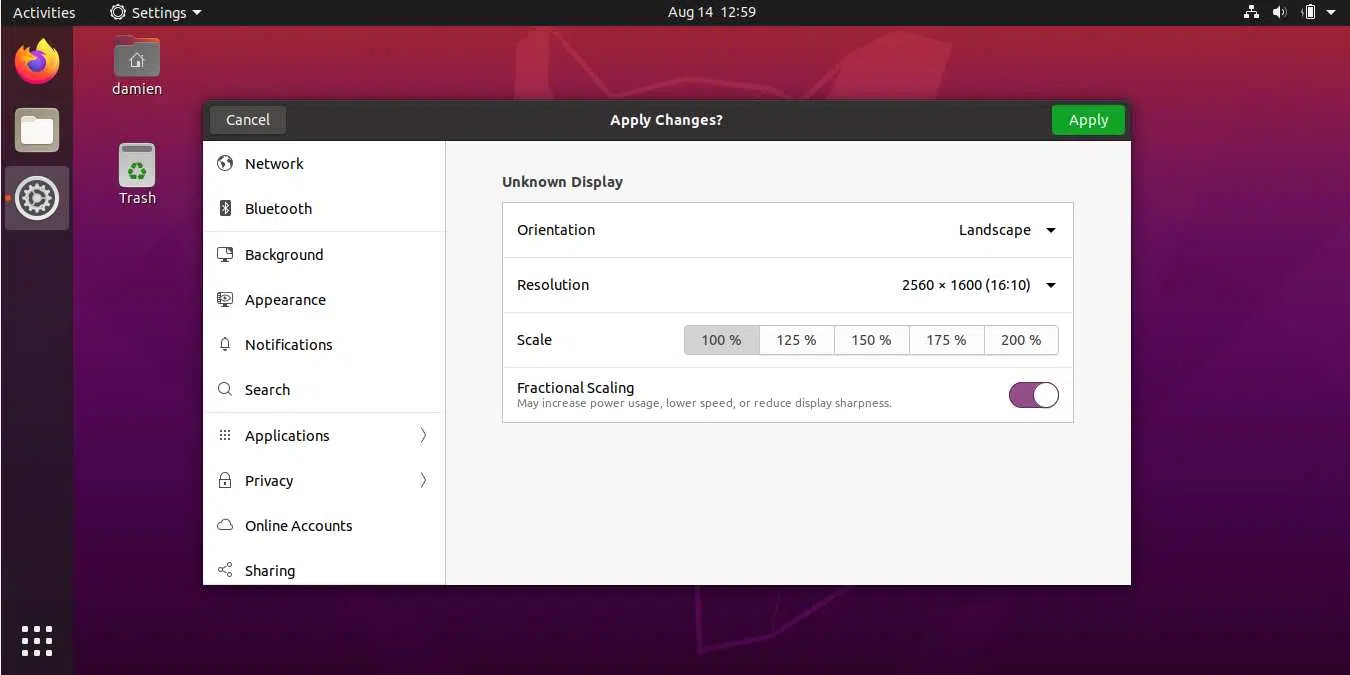 Activities
Settings
Aug 14 12:59
damien
Trash
Cancel
Apply Changes?
Apply
Network
Bluetooth
Background
Appearance
Notifications
Search
Applications
Privacy
Online Accounts
Sharing
Unknown Display
Orientation
Landscape
Resolution
2560 × 1600 (16:10)
Scale
100 % 125 % 150 % 175 % 200 %
Fractional Scaling
May increase power usage, lower speed, or reduce display sharpness.